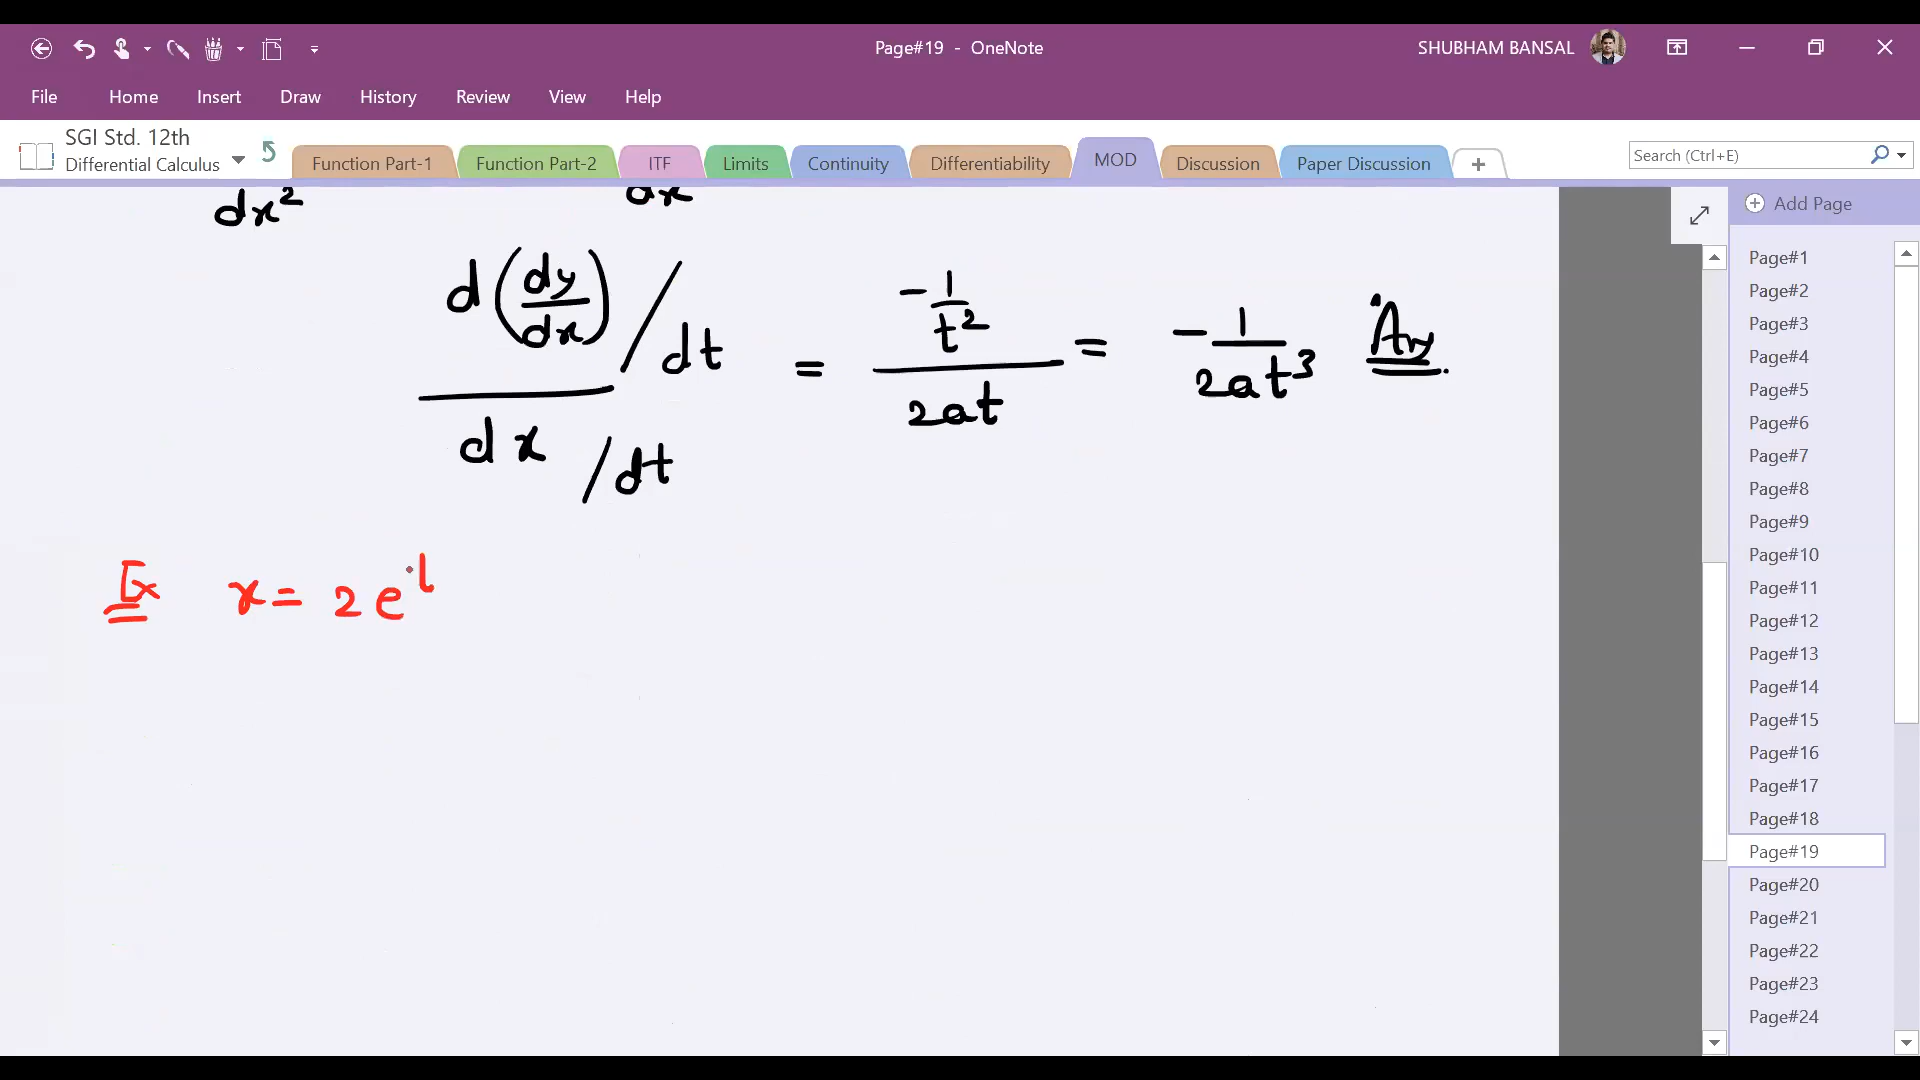 Page#19 - OneNote
SHUBHAM BANSAL
File Home Insert Draw History Review View Help
SGI Std. 12th
Differential Calculus
Function Part-1 Function Part-2 ITF Limits Continuity Differentiability MOD Discussion Paper Discussion +
Search (Ctrl+E)
Add Page
dx² dx
d(dy/dx)/dt / dx/dt = -1/t² / 2at = -1/2at³ Ans.
Ex x = 2e
Page#1
Page#2
Page#3
Page#4
Page#5
Page#6
Page#7
Page#8
Page#9
Page#10
Page#11
Page#12
Page#13
Page#14
Page#15
Page#16
Page#17
Page#18
Page#19
Page#20
Page#21
Page#22
Page#23
Page#24